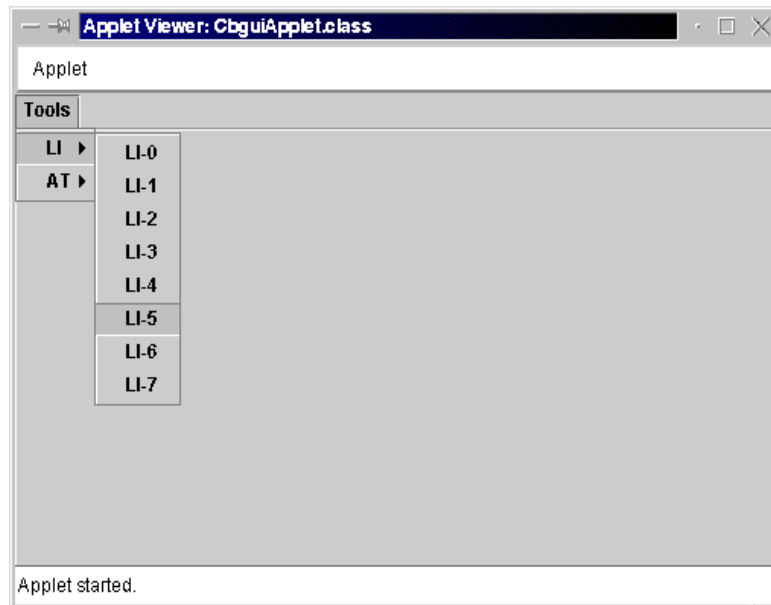 Applet Viewer: CbguiApplet.class
Applet
Tools
LI
AT
LI-0
LI-1
LI-2
LI-3
LI-4
LI-5
LI-6
LI-7
Applet started.